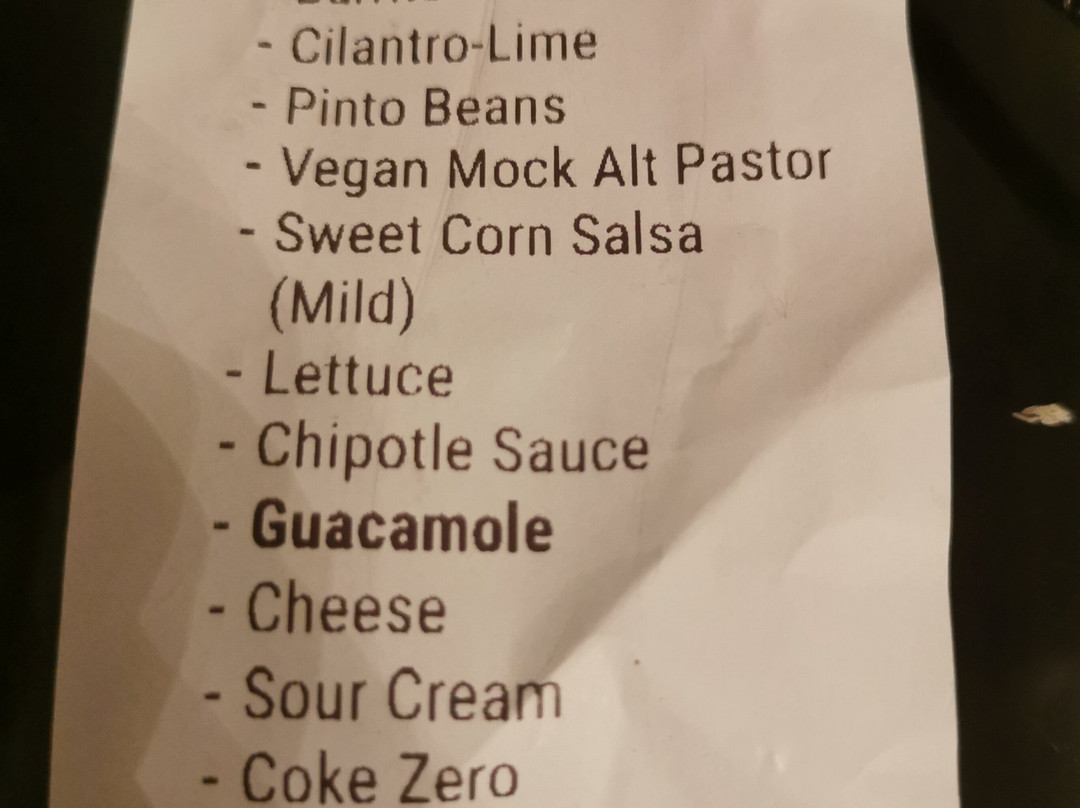 - Cilantro-Lime
- Pinto Beans
- Vegan Mock Alt Pastor
- Sweet Corn Salsa
(Mild)
- Lettuce
- Chipotle Sauce
- Guacamole
- Cheese
- Sour Cream
- Coke Zero